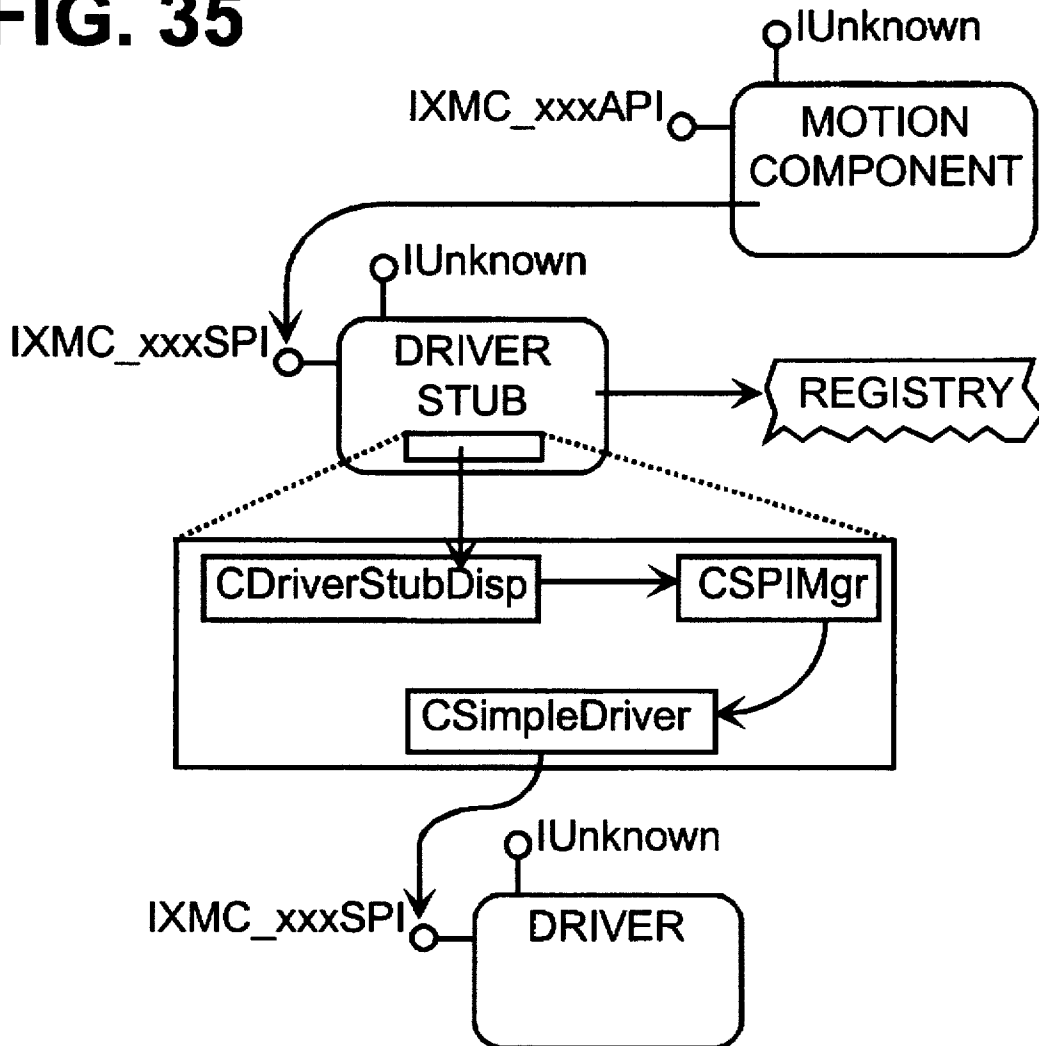 FIG. 35
IUnknown
IXMC_xxxAPI
MOTION
COMPONENT
IUnknown
IXMC_xxxSPI
DRIVER
STUB
REGISTRY
CDriverStubDisp
CSPIMgr
CSimpleDriver
IUnknown
IXMC_xxxSPI
DRIVER